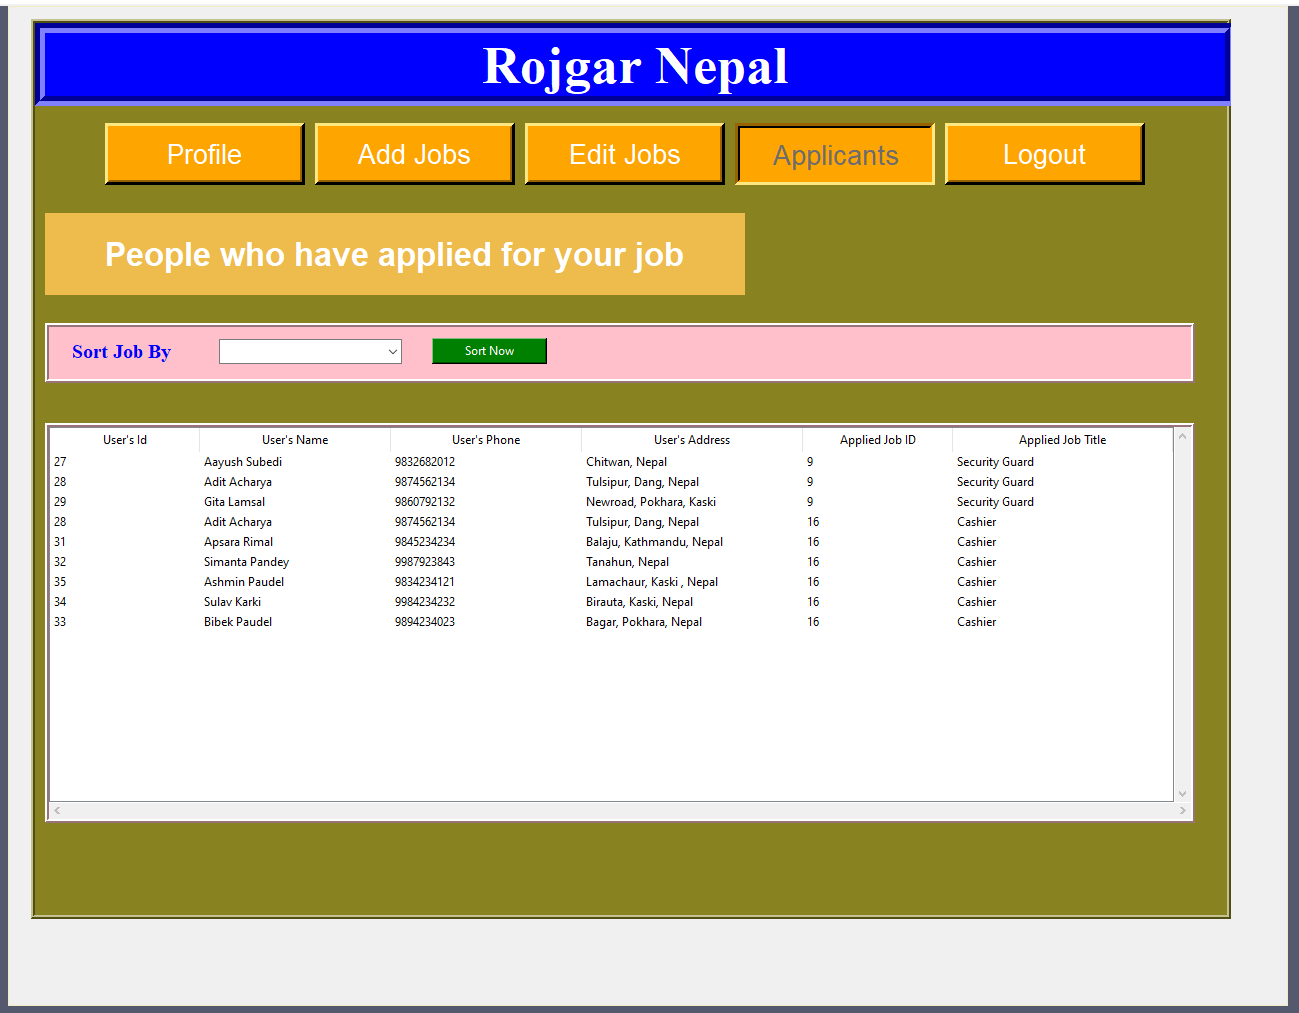 Rojgar Nepal
Profile Add Jobs Edit Jobs Applicants Logout
People who have applied for your job
Sort Job By Sort Now
User's Id User's Name User's Phone User's Address Applied Job ID Applied Job Title
27 Aayush Subedi 9832682012 Chitwan, Nepal 9 Security Guard
28 Adit Acharya 9874562134 Tulsipur, Dang, Nepal 9 Security Guard
29 Gita Lamsal 9860792132 Newroad, Pokhara, Kaski 9 Security Guard
28 Adit Acharya 9874562134 Tulsipur, Dang, Nepal 16 Cashier
31 Apsara Rimal 9845234234 Balaju, Kathmandu, Nepal 16 Cashier
32 Simanta Pandey 9987923843 Tanahun, Nepal 16 Cashier
35 Ashmin Paudel 9834234121 Lamachaur, Kaski , Nepal 16 Cashier
34 Sulav Karki 9984234232 Birauta, Kaski, Nepal 16 Cashier
33 Bibek Paudel 9894234023 Bagar, Pokhara, Nepal 16 Cashier